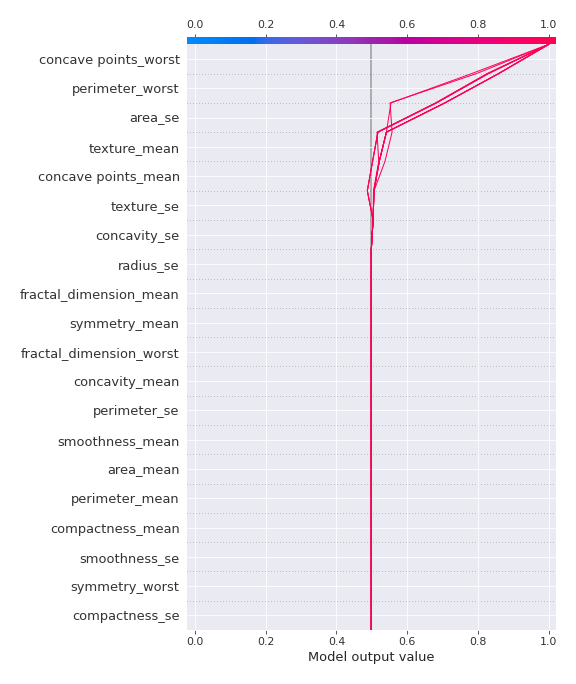 0.0 0.2 0.4 0.6 0.8 1.0
concave points_worst
perimeter_worst
area_se
texture_mean
concave points_mean
texture_se
concavity_se
radius_se
fractal_dimension_mean
symmetry_mean
fractal_dimension_worst
concavity_mean
perimeter_se
smoothness_mean
area_mean
perimeter_mean
compactness_mean
smoothness_se
symmetry_worst
compactness_se
0.0 0.2 0.4 0.6 0.8 1.0
Model output value